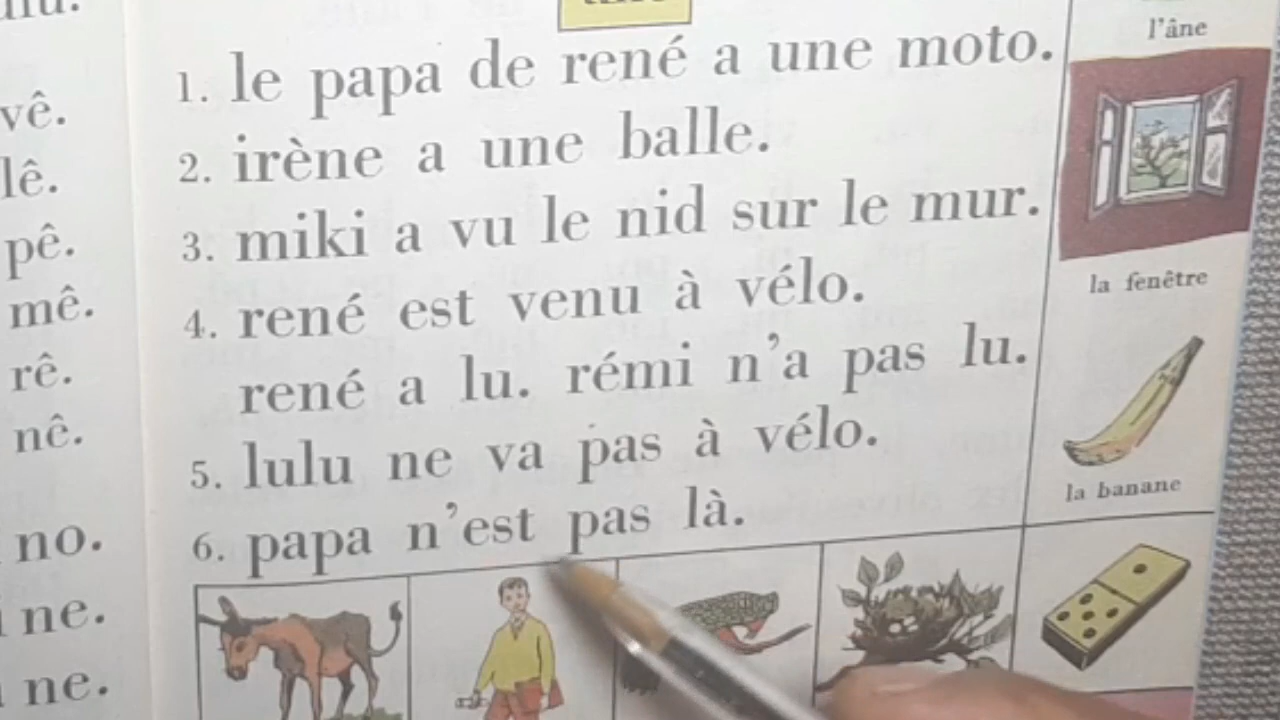 vê.
lê.
pê.
mê.
rê.
nê.
no.
ne.
ne.
1. le papa de rené a une moto.
2. irène a une balle.
3. miki a vu le nid sur le mur.
4. rené est venu à vélo.
rené a lu. rémi n'a pas lu.
5. lulu ne va pas à vélo.
6. papa n'est pas là.
l'âne
la fenêtre
la banane